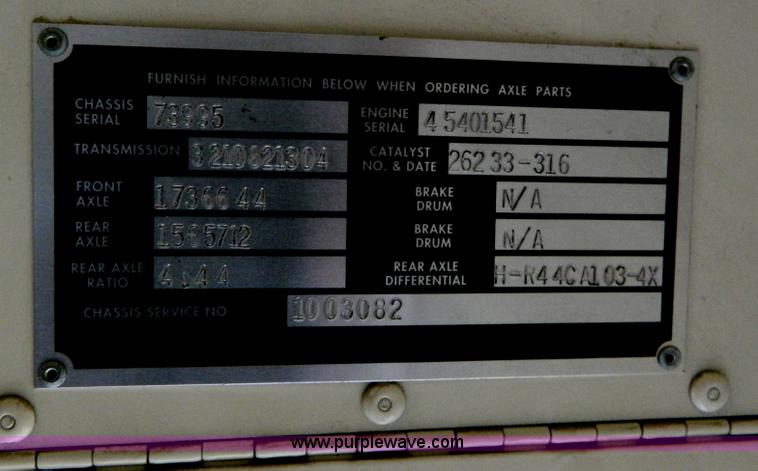 FURNISH INFORMATION BELOW WHEN ORDERING AXLE PARTS
CHASSIS SERIAL 73995
ENGINE SERIAL 45401541
TRANSMISSION 3210821304
CATALYST NO. & DATE 26233-316
FRONT AXLE 1736644
BRAKE DRUM N/A
REAR AXLE 1565712
BRAKE DRUM N/A
REAR AXLE RATIO 4.44
REAR AXLE DIFFERENTIAL H-R44CA103-4X
CHASSIS SERVICE NO. 1003082
www.purplewave.com